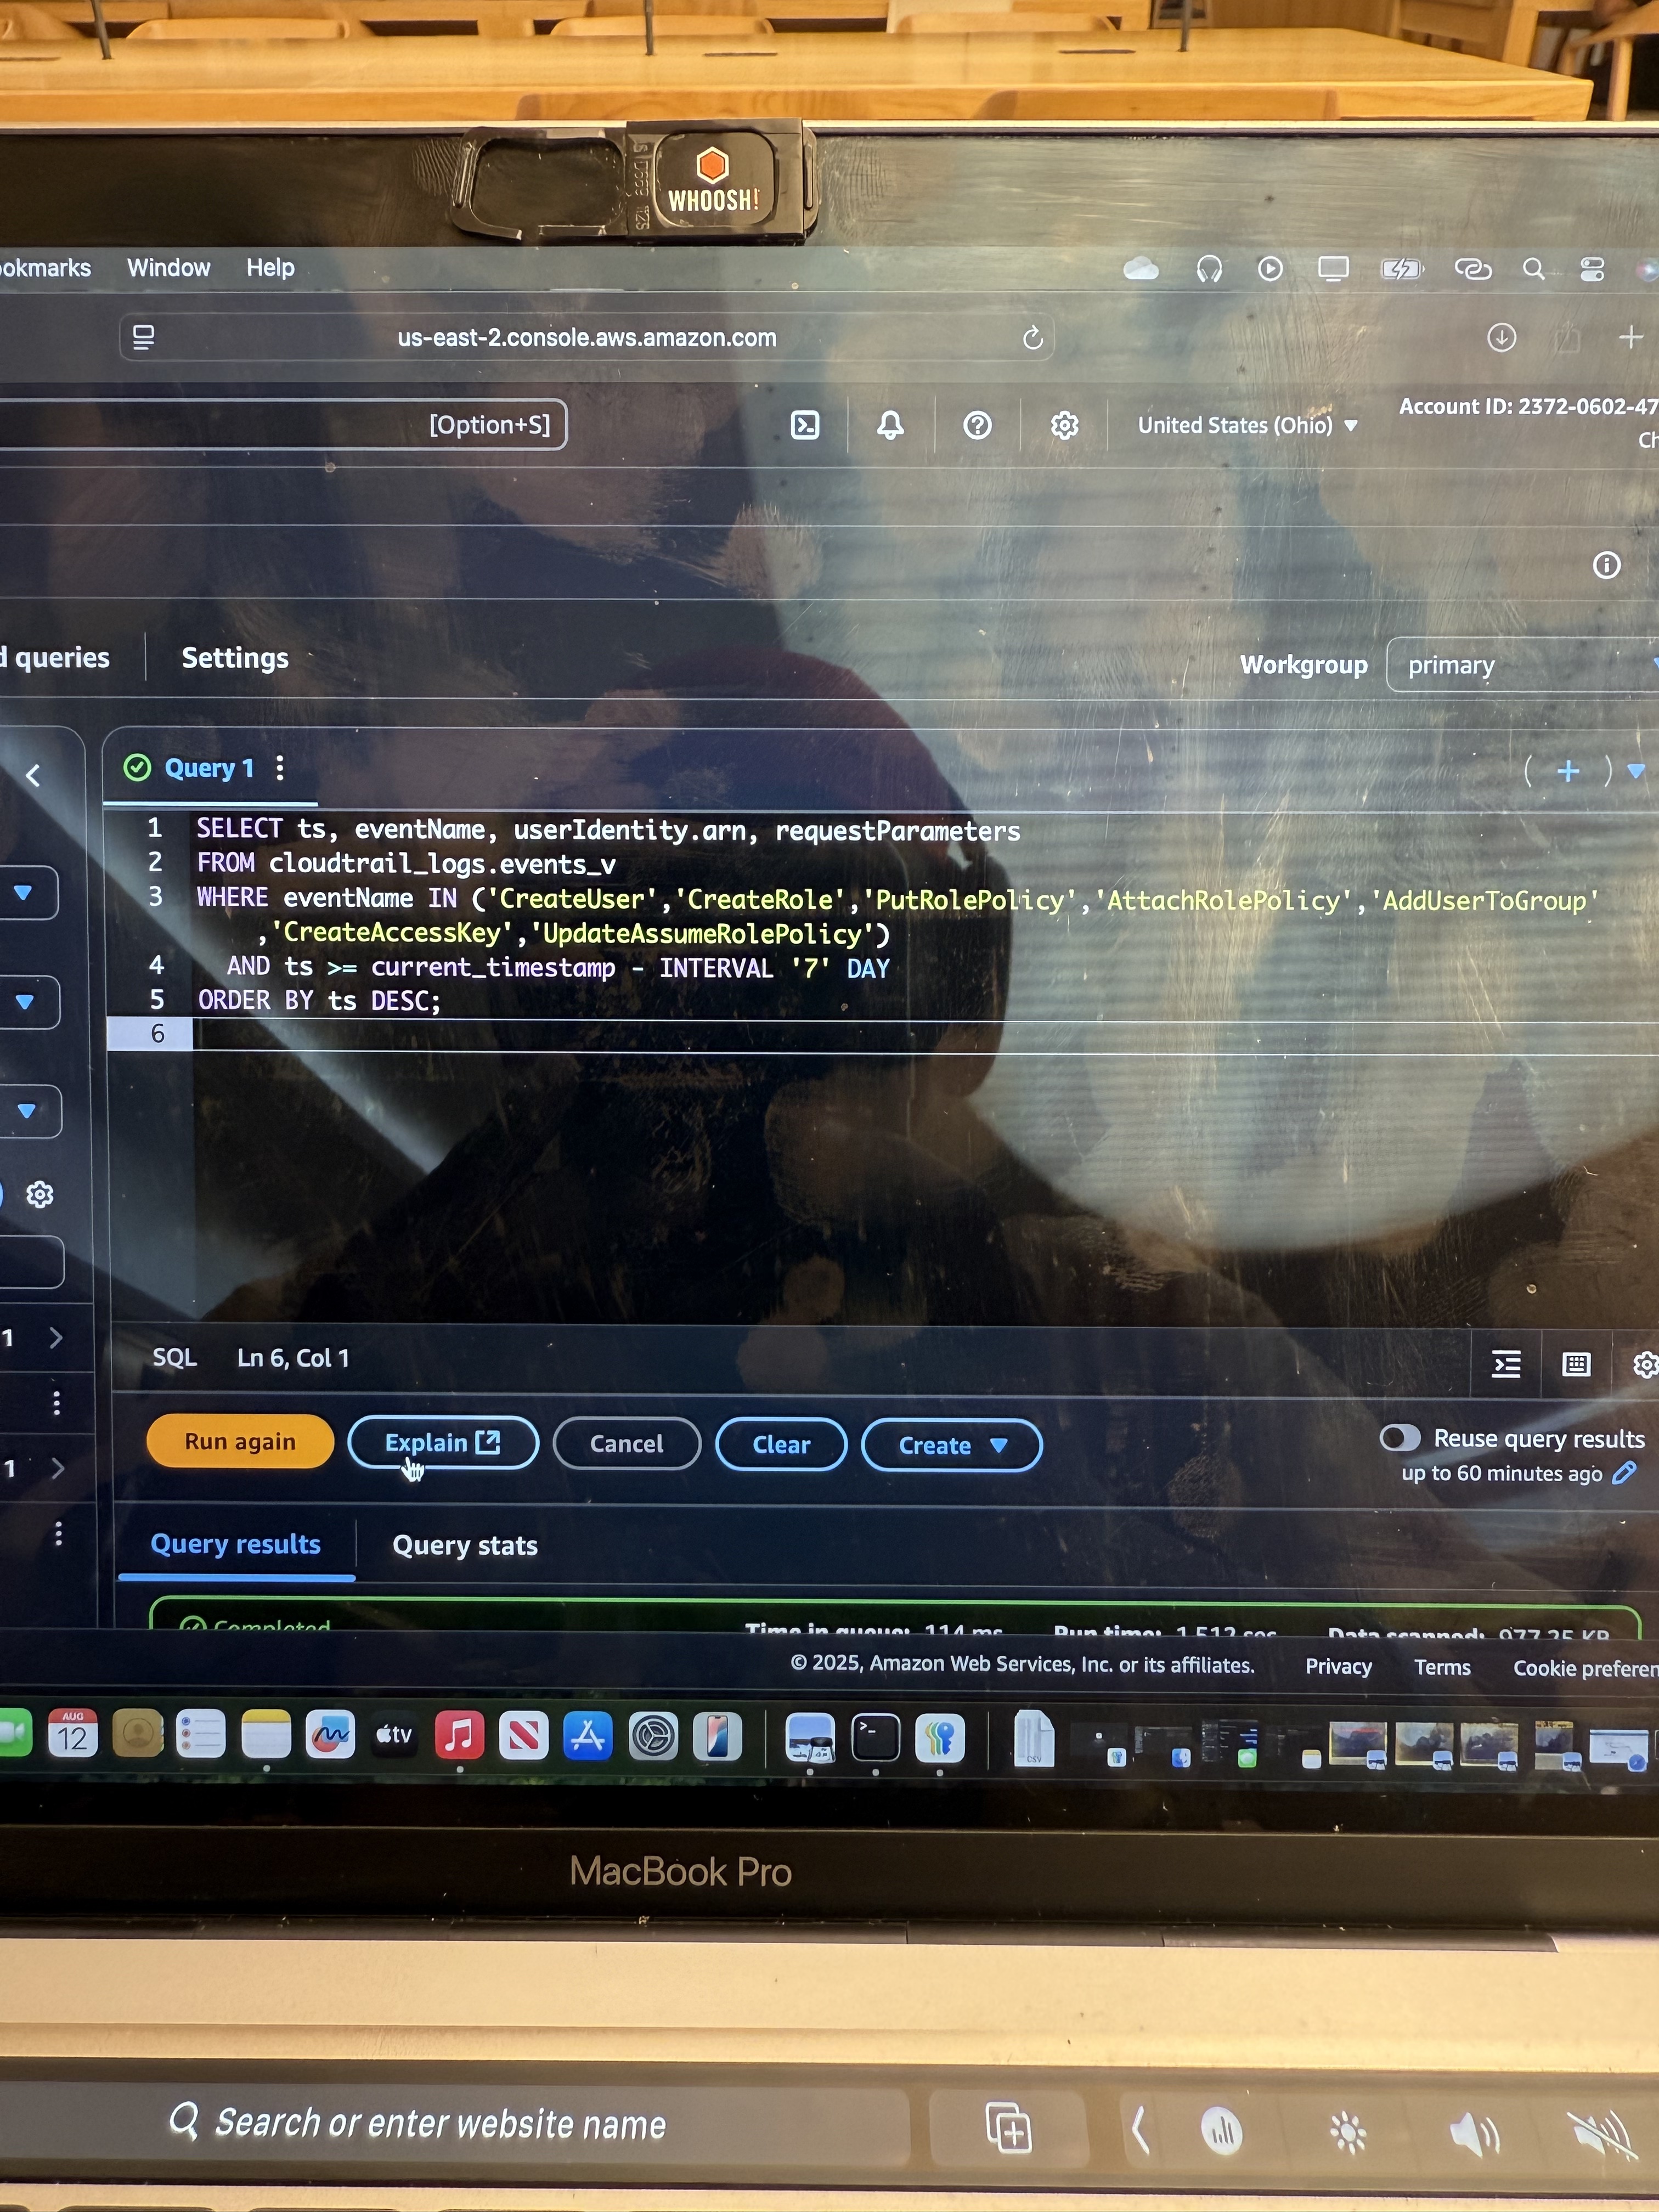 WHOOSH!
Window Help
us-east-2.console.aws.amazon.com
[Option+S]
United States (Ohio)
Account ID: 2372-0602-47
queries
Settings
Workgroup
primary
Query 1
1 SELECT ts, eventName, userIdentity.arn, requestParameters
2 FROM cloudtrail_logs.events_v
3 WHERE eventName IN ('CreateUser','CreateRole','PutRolePolicy','AttachRolePolicy','AddUserToGroup'
,'CreateAccessKey','UpdateAssumeRolePolicy')
4 AND ts >= current_timestamp - INTERVAL '7' DAY
5 ORDER BY ts DESC;
6
1
SQL Ln 6, Col 1
Run again
Explain
Cancel
Clear
Create
Reuse query results
up to 60 minutes ago
1
Query results
Query stats
Completed
Time in queue: 114 ms
Run time: 1.512 sec
Data scanned: 977.25 KB
© 2025, Amazon Web Services, Inc. or its affiliates.
Privacy
Terms
Cookie preferen
AUG
12
tv
CSV
MacBook Pro
Search or enter website name